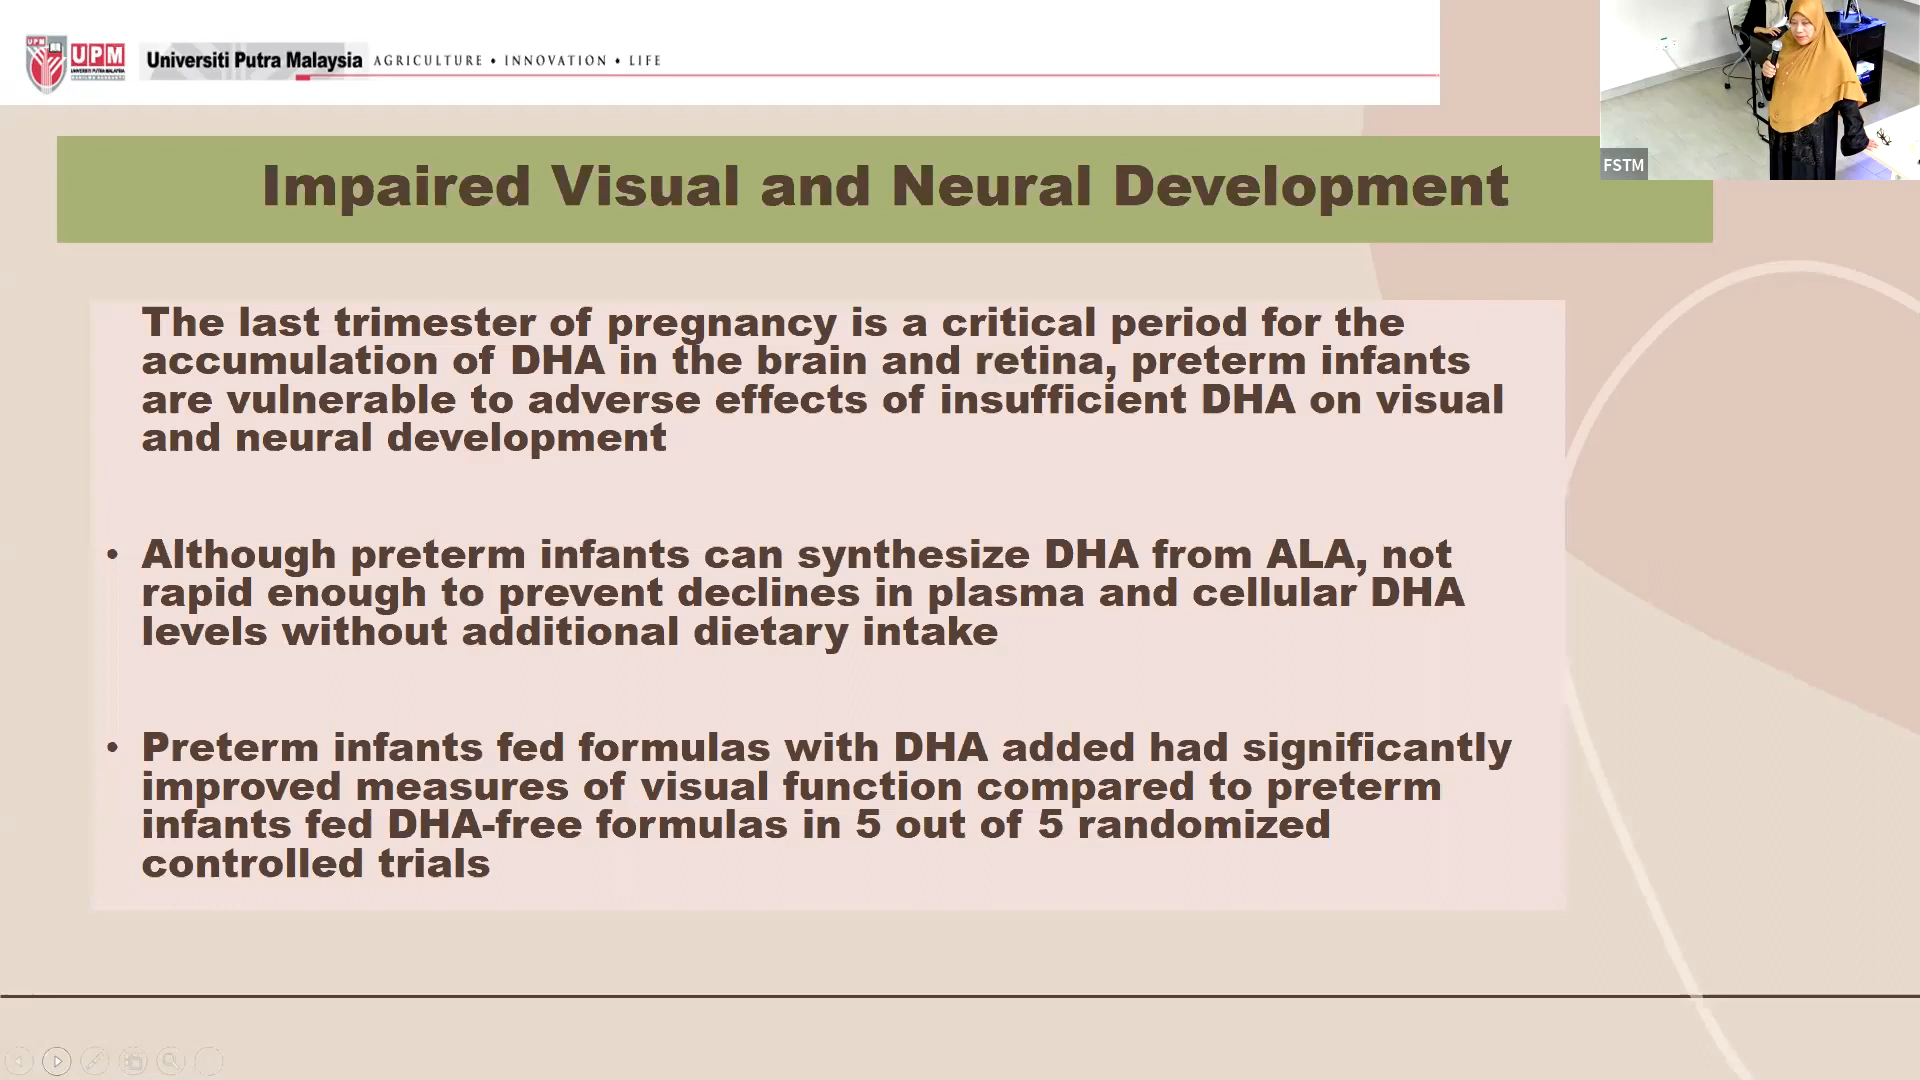 UPM
UPM
UNIVERSITI PUTRA MALAYSIA
Universiti Putra Malaysia AGRICULTURE • INNOVATION • LIFE
FSTM
Impaired Visual and Neural Development
The last trimester of pregnancy is a critical period for the
accumulation of DHA in the brain and retina, preterm infants
are vulnerable to adverse effects of insufficient DHA on visual
and neural development
• Although preterm infants can synthesize DHA from ALA, not
rapid enough to prevent declines in plasma and cellular DHA
levels without additional dietary intake
• Preterm infants fed formulas with DHA added had significantly
improved measures of visual function compared to preterm
infants fed DHA-free formulas in 5 out of 5 randomized
controlled trials